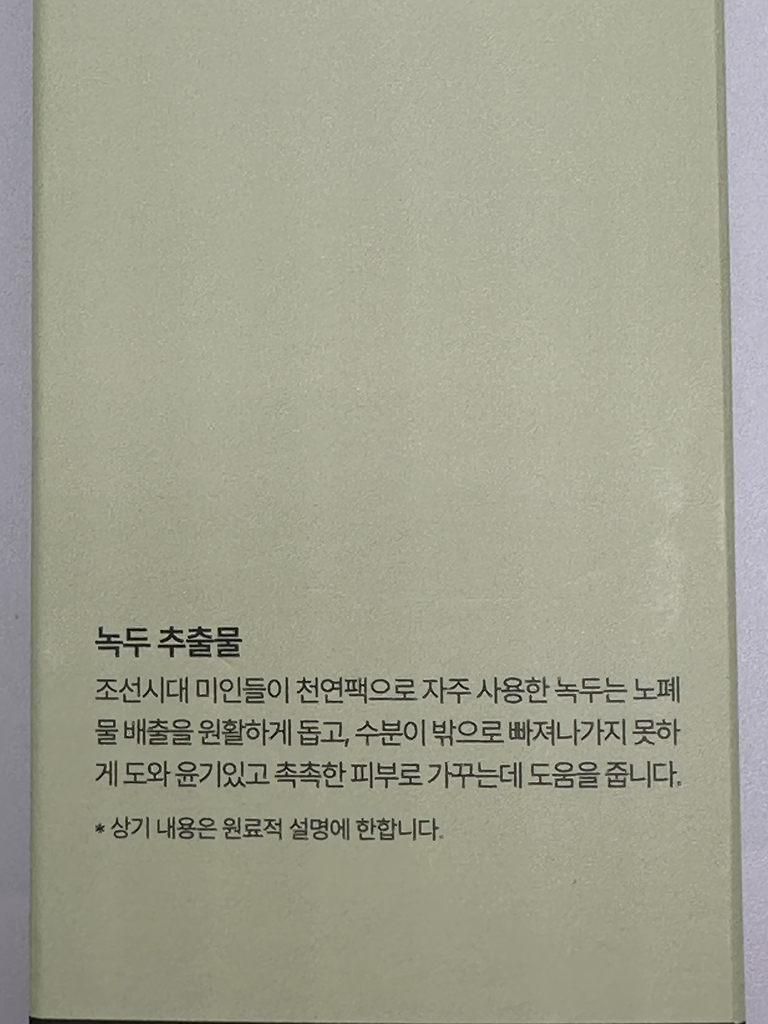 녹두 추출물
조선시대 미인들이 천연팩으로 자주 사용한 녹두는 노폐
물 배출을 원활하게 돕고, 수분이 밖으로 빠져나가지 못하
게 도와 윤기있고 촉촉한 피부로 가꾸는데 도움을 줍니다.
* 상기 내용은 원료적 설명에 한합니다.